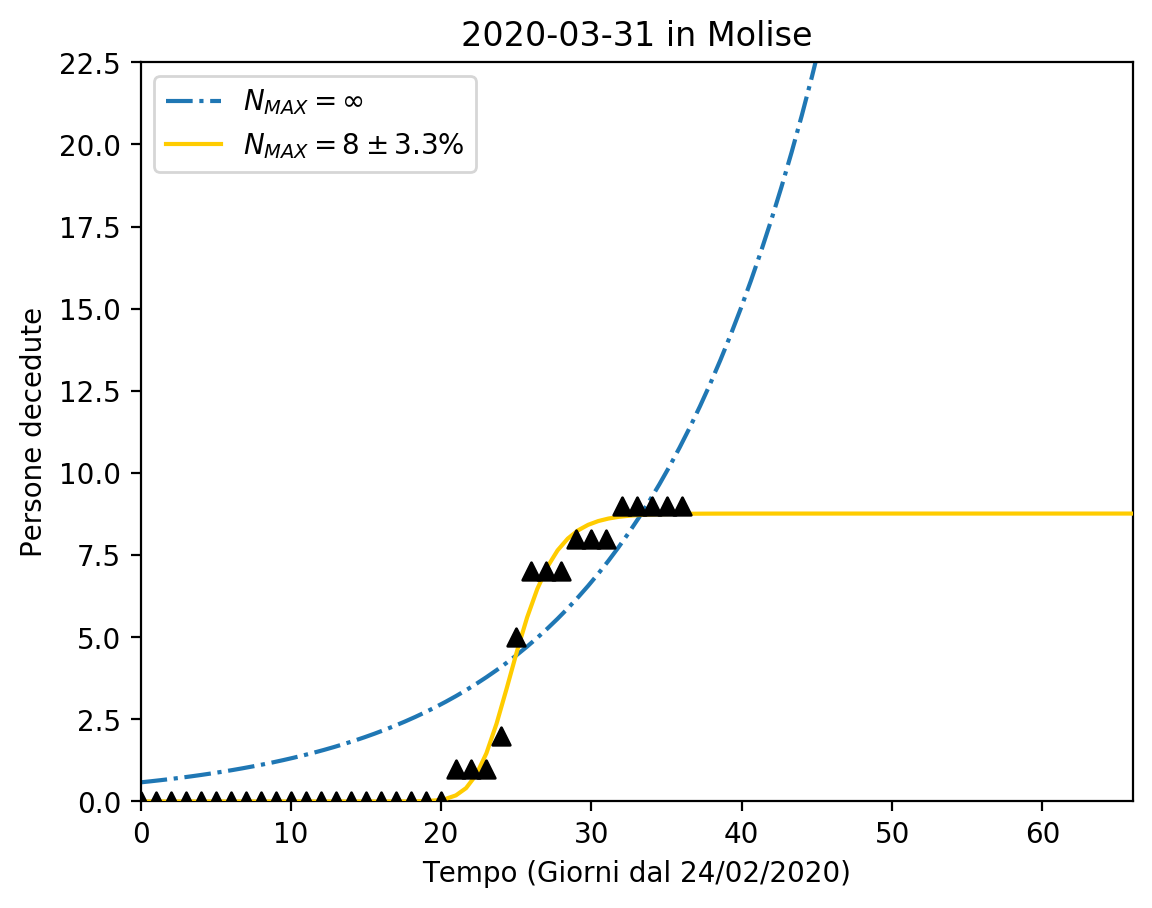 2020-03-31 in Molise
N_MAX = ∞
N_MAX = 8 ± 3.3%
Persone decedute
22.5
20.0
17.5
15.0
12.5
10.0
7.5
5.0
2.5
0.0
0 10 20 30 40 50 60
Tempo (Giorni dal 24/02/2020)